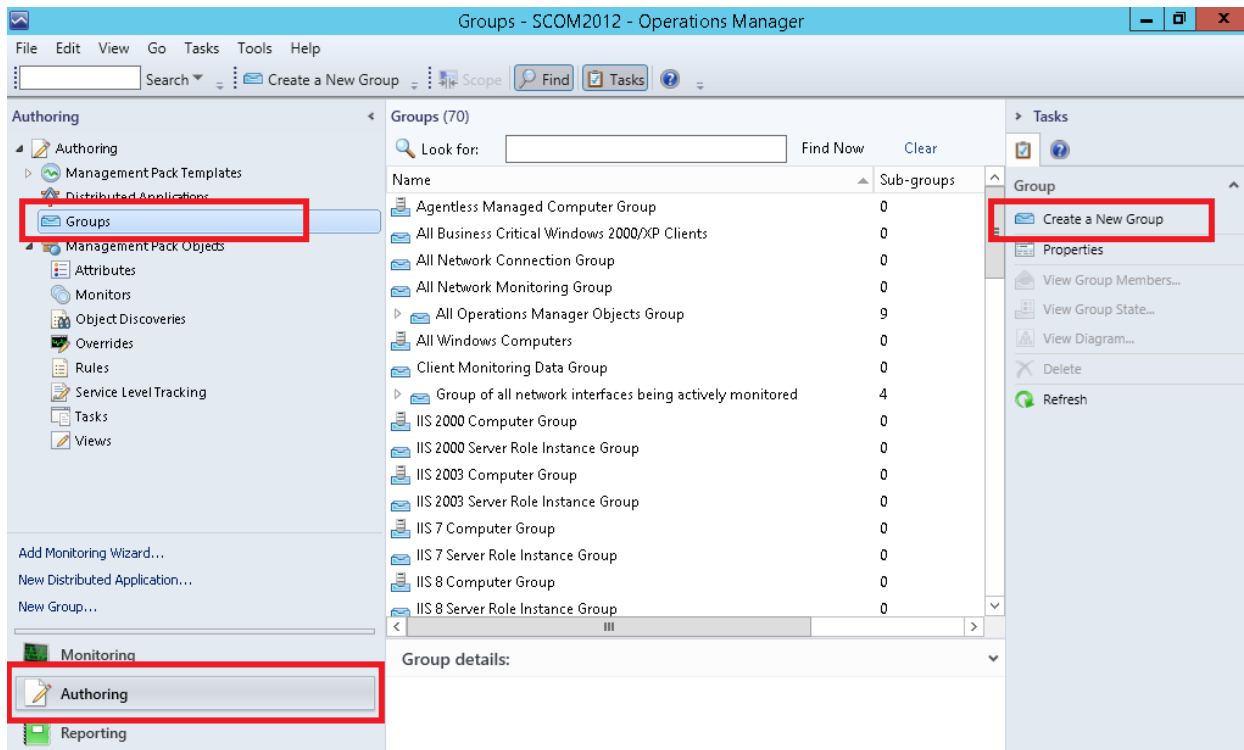 Groups - SCOM2012 - Operations Manager
File Edit View Go Tasks Tools Help
Search Create a New Group Scope Find Tasks
Authoring
Authoring
Management Pack Templates
Distributed Applications
Groups
Management Pack Objects
Attributes
Monitors
Object Discoveries
Overrides
Rules
Service Level Tracking
Tasks
Views
Add Monitoring Wizard...
New Distributed Application...
New Group...
Monitoring
Authoring
Reporting
Groups (70)
Look for: Find Now Clear
Name Sub-groups
Agentless Managed Computer Group 0
All Business Critical Windows 2000/XP Clients 0
All Network Connection Group 0
All Network Monitoring Group 0
All Operations Manager Objects Group 9
All Windows Computers 0
Client Monitoring Data Group 0
Group of all network interfaces being actively monitored 4
IIS 2000 Computer Group 0
IIS 2000 Server Role Instance Group 0
IIS 2003 Computer Group 0
IIS 2003 Server Role Instance Group 0
IIS 7 Computer Group 0
IIS 7 Server Role Instance Group 0
IIS 8 Computer Group 0
IIS 8 Server Role Instance Group 0
Group details:
Tasks
Group
Create a New Group
Properties
View Group Members...
View Group State...
View Diagram...
Delete
Refresh